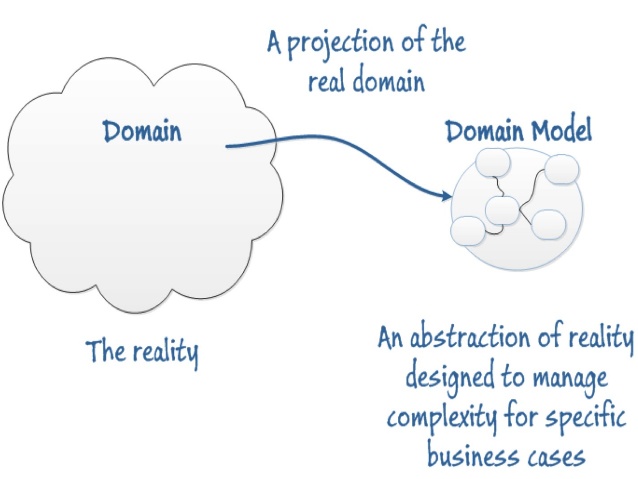 A projection of the
real domain
Domain
Domain Model
The reality
An abstraction of reality
designed to manage
complexity for specific
business cases